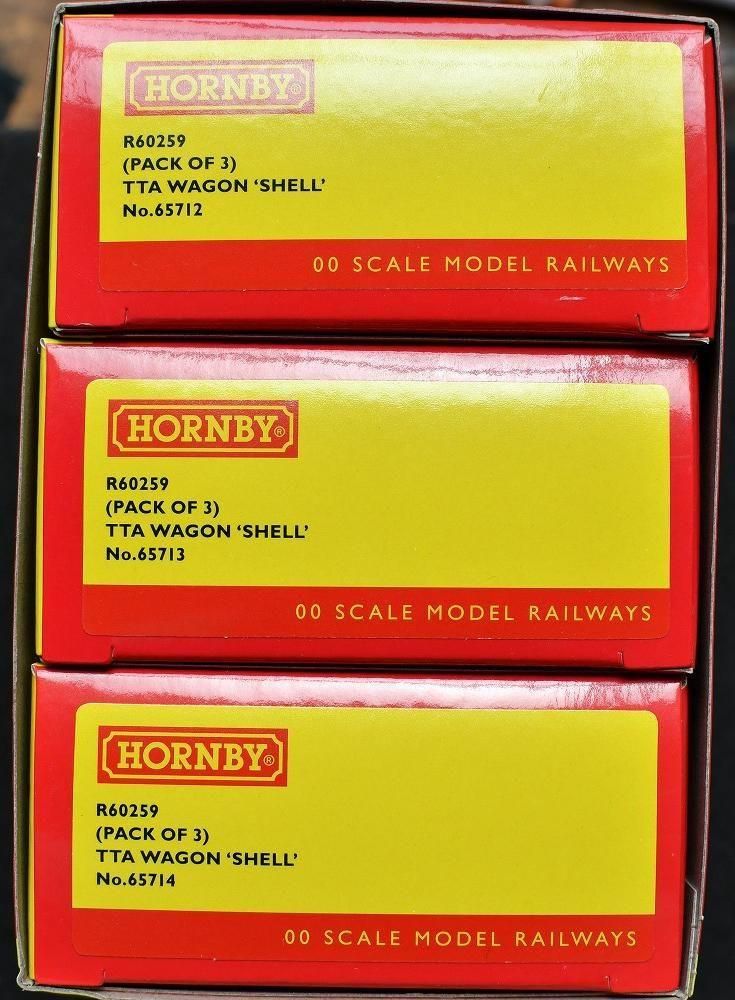 HORNBY®
R60259
(PACK OF 3)
TTA WAGON ‘SHELL’
No.65712
00 SCALE MODEL RAILWAYS
HORNBY®
R60259
(PACK OF 3)
TTA WAGON ‘SHELL’
No.65713
00 SCALE MODEL RAILWAYS
HORNBY®
R60259
(PACK OF 3)
TTA WAGON ‘SHELL’
No.65714
00 SCALE MODEL RAILWAYS